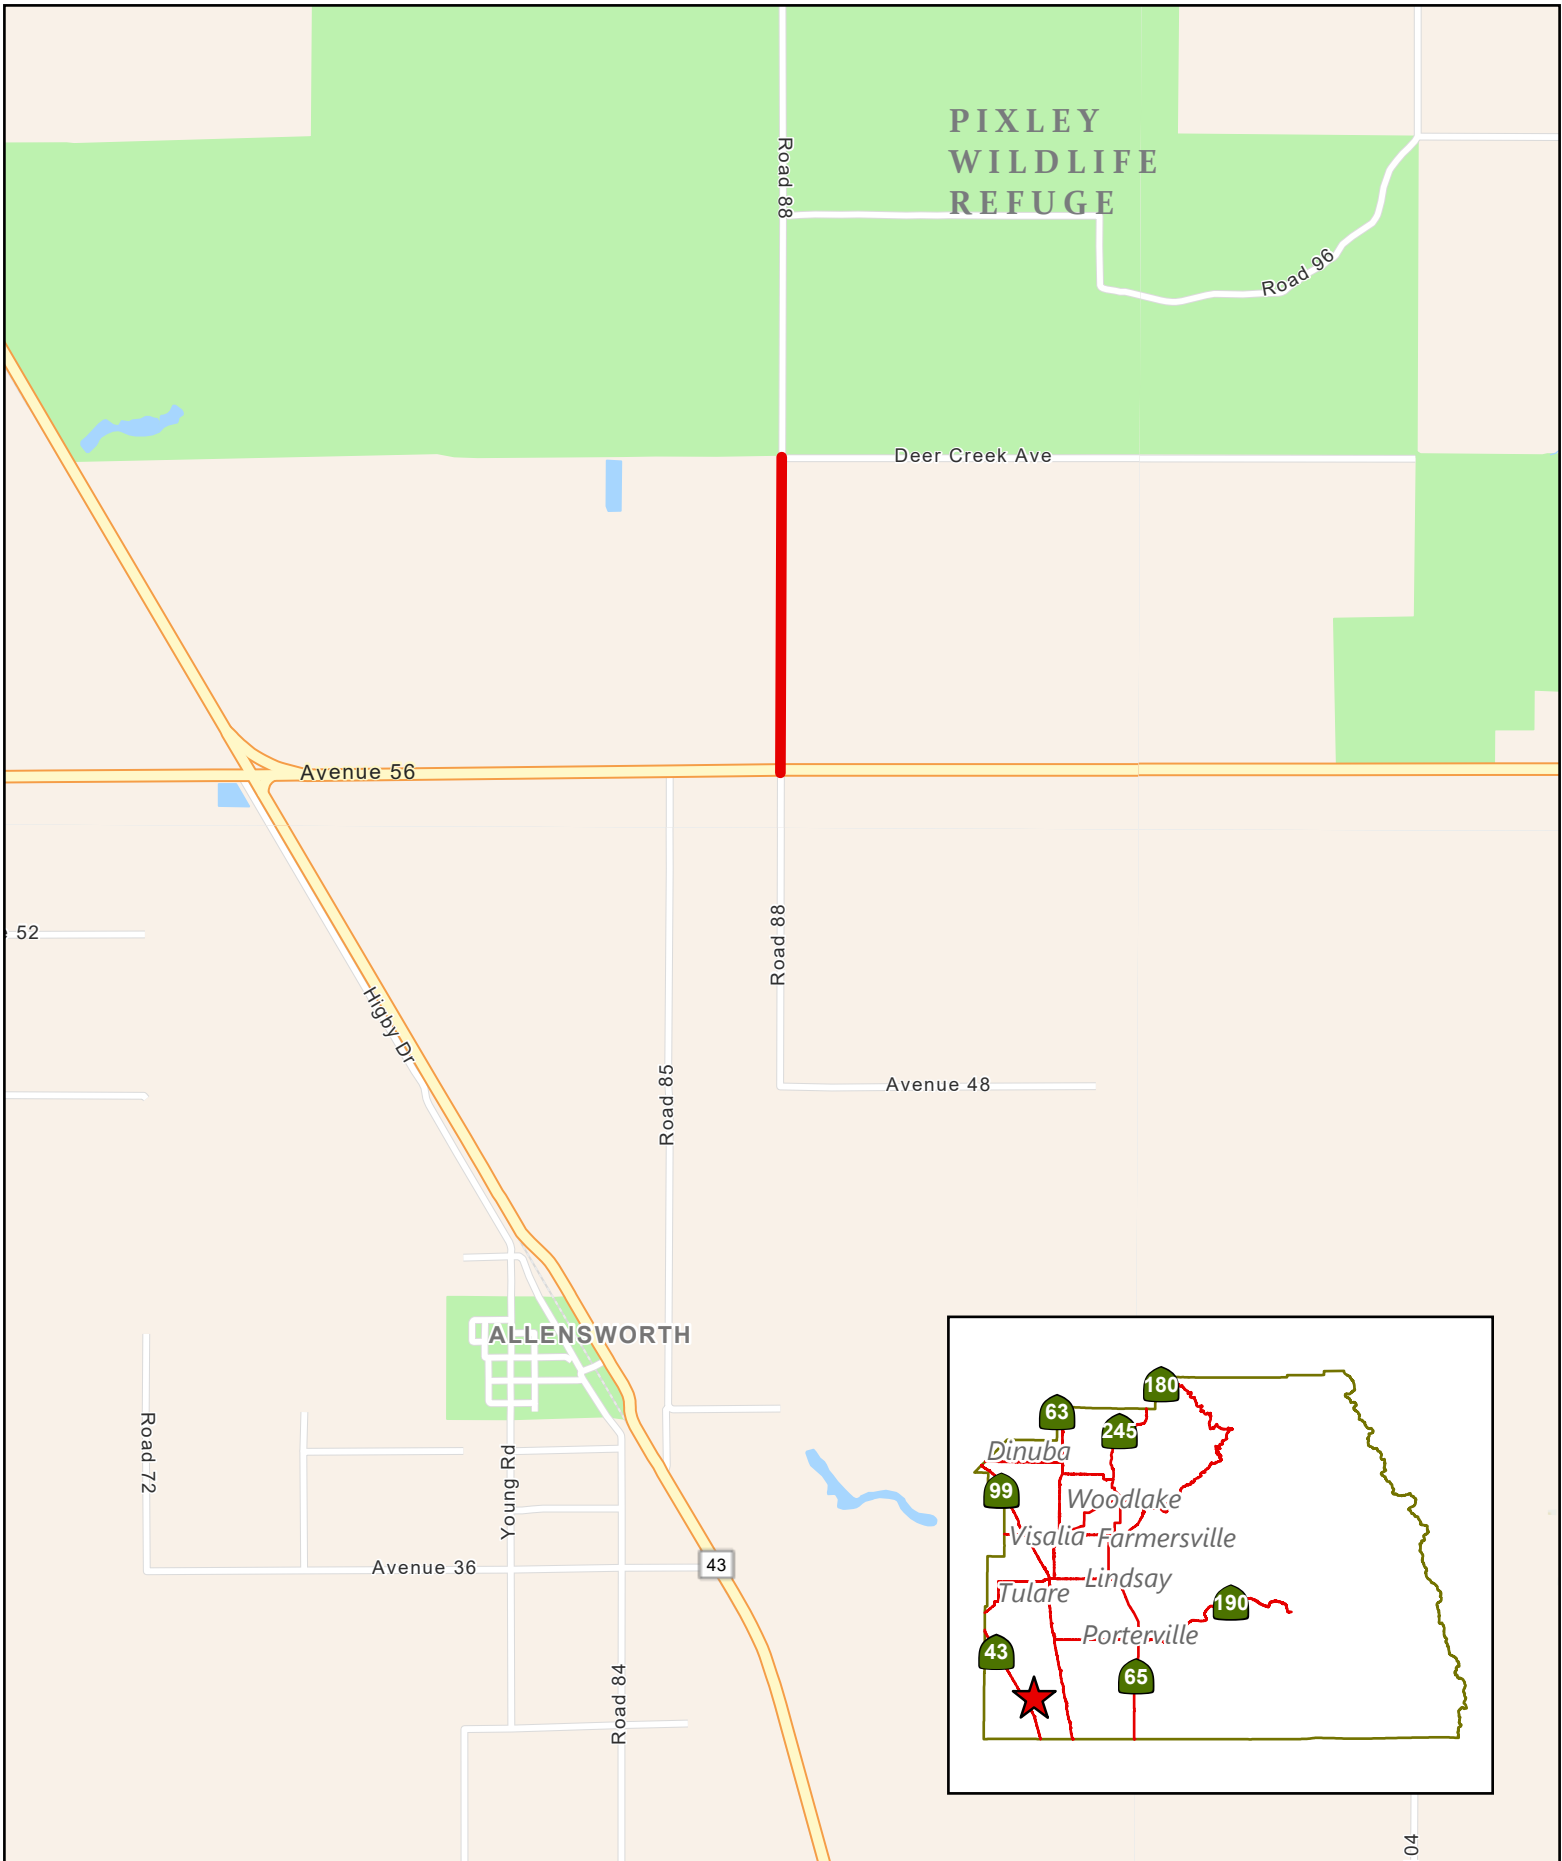 PIXLEY
WILDLIFE
REFUGE
Road 88
Road 96
Deer Creek Ave
Avenue 56
52
Road 88
Higby Dr
Road 85
Avenue 48
ALLENSWORTH
Road 72
Young Rd
Avenue 36
43
Road 84
04
180
63
245
Dinuba
99
Woodlake
Visalia
Farmersville
Lindsay
Tulare
190
Porterville
43
65